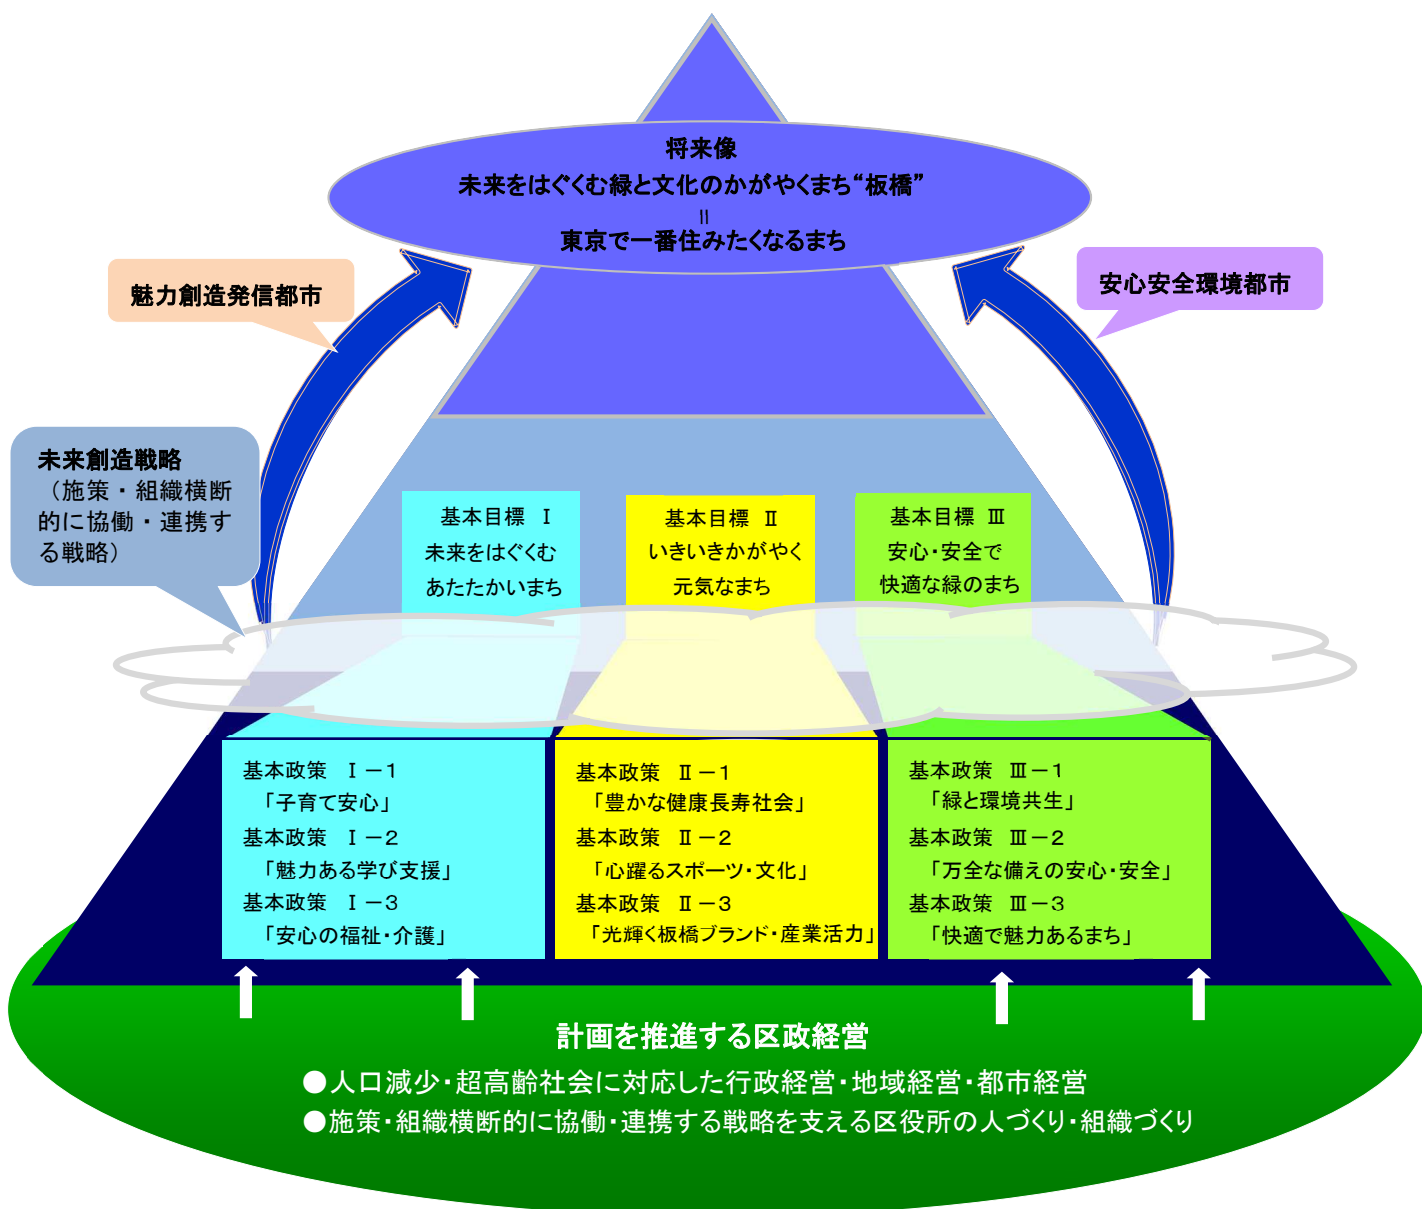 将来像
未来をはぐくむ緑と文化のかがやくまち“板橋”
＝
東京で一番住みたくなるまち
魅力創造発信都市
安心安全環境都市
未来創造戦略
（施策・組織横断
的に協働・連携す
る戦略）
基本目標　Ⅰ
未来をはぐくむ
あたたかいまち
基本目標　Ⅱ
いきいきかがやく
元気なまち
基本目標　Ⅲ
安心・安全で
快適な緑のまち
基本政策　Ⅰ－１
「子育て安心」
基本政策　Ⅰ－２
「魅力ある学び支援」
基本政策　Ⅰ－３
「安心の福祉・介護」
基本政策　Ⅱ－１
「豊かな健康長寿社会」
基本政策　Ⅱ－２
「心躍るスポーツ・文化」
基本政策　Ⅱ－３
「光輝く板橋ブランド・産業活力」
基本政策　Ⅲ－１
「緑と環境共生」
基本政策　Ⅲ－２
「万全な備えの安心・安全」
基本政策　Ⅲ－３
「快適で魅力あるまち」
計画を推進する区政経営
●人口減少・超高齢社会に対応した行政経営・地域経営・都市経営
●施策・組織横断的に協働・連携する戦略を支える区役所の人づくり・組織づくり